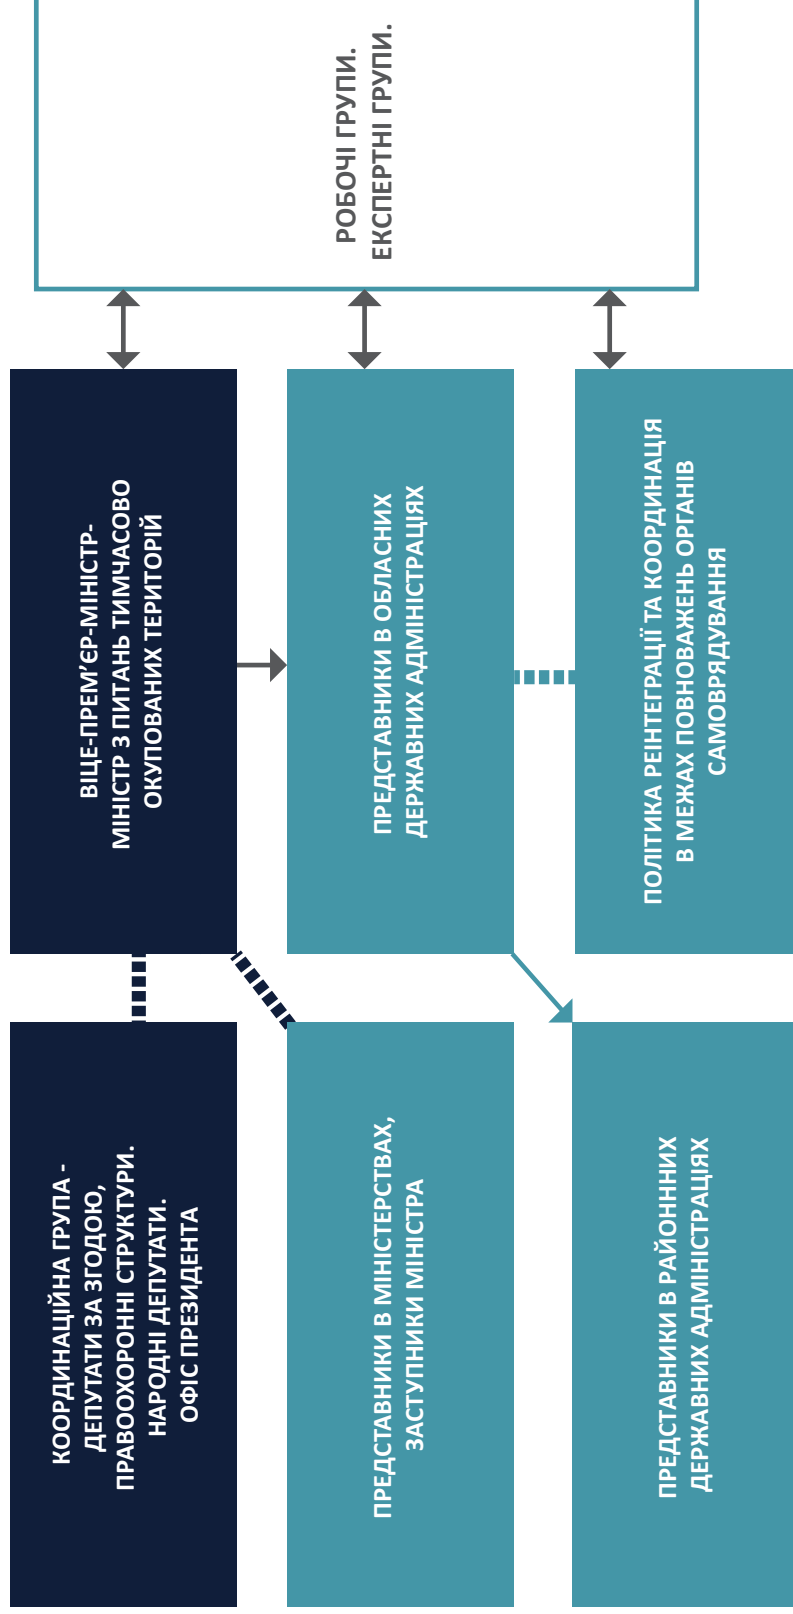 КООРДИНАЦІЙНА ГРУПА -
ДЕПУТАТИ ЗА ЗГОДОЮ,
ПРАВООХОРОННІ СТРУКТУРИ.
НАРОДНІ ДЕПУТАТИ.
ОФІС ПРЕЗИДЕНТА
ВІЦЕ-ПРЕМ’ЄР-МІНІСТР-
МІНІСТР З ПИТАНЬ ТИМЧАСОВО
ОКУПОВАНИХ ТЕРИТОРІЙ
ПРЕДСТАВНИКИ В МІНІСТЕРСТВАХ,
ЗАСТУПНИКИ МІНІСТРА
ПРЕДСТАВНИКИ В ОБЛАСНИХ
ДЕРЖАВНИХ АДМІНІСТРАЦІЯХ
ПРЕДСТАВНИКИ В РАЙОНННИХ
ДЕРЖАВНИХ АДМІНІСТРАЦІЯХ
ПОЛІТИКА РЕІНТЕГРАЦІЇ ТА КООРДИНАЦІЯ
В МЕЖАХ ПОВНОВАЖЕНЬ ОРГАНІВ
САМОВРЯДУВАННЯ
РОБОЧІ ГРУПИ.
ЕКСПЕРТНІ ГРУПИ.